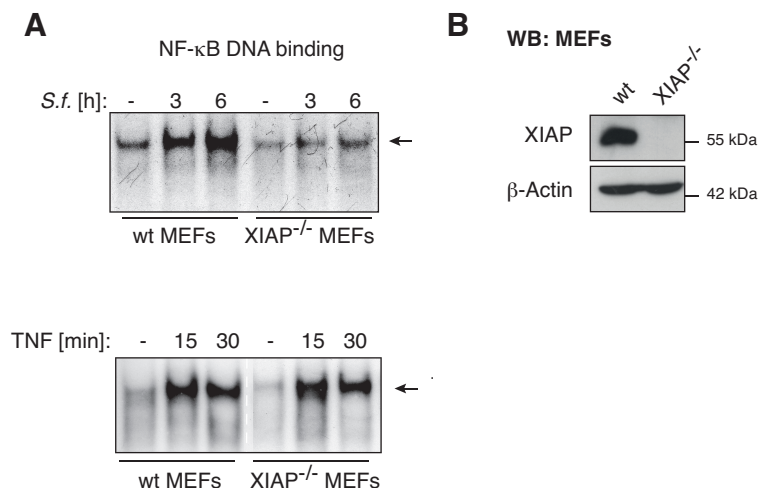 A
NF-κB DNA binding
S.f. [h]: - 3 6 - 3 6
wt MEFs XIAP-/- MEFs
TNF [min]: - 15 30 - 15 30
wt MEFs XIAP-/- MEFs
B
WB: MEFs
wt XIAP-/-
XIAP 55 kDa
β-Actin 42 kDa